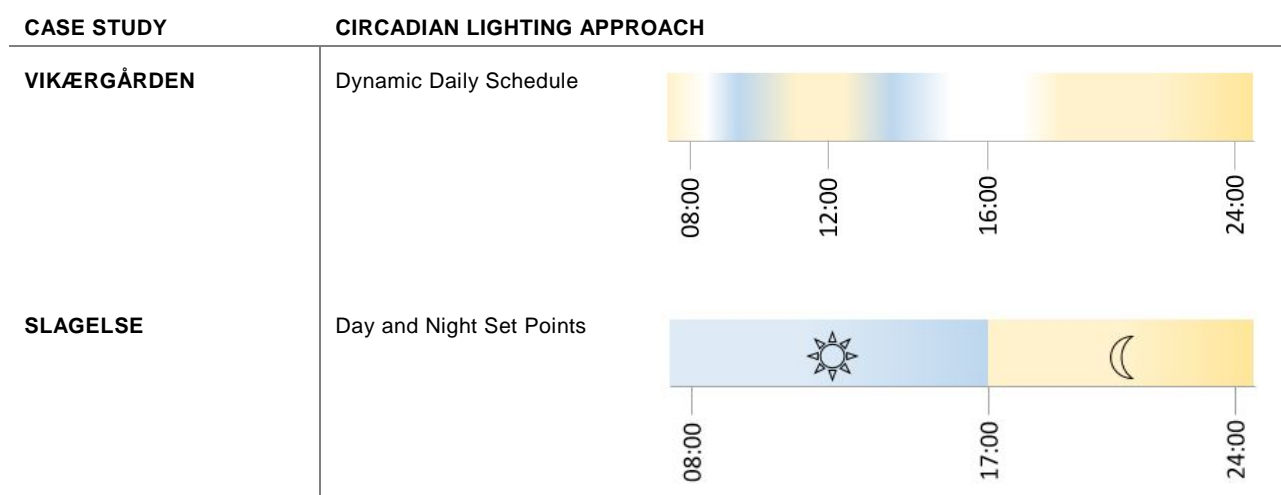 CASE STUDY CIRCADIAN LIGHTING APPROACH
VIKÆRGÅRDEN Dynamic Daily Schedule
08:00 12:00 16:00 24:00
SLAGELSE Day and Night Set Points
08:00 17:00 24:00